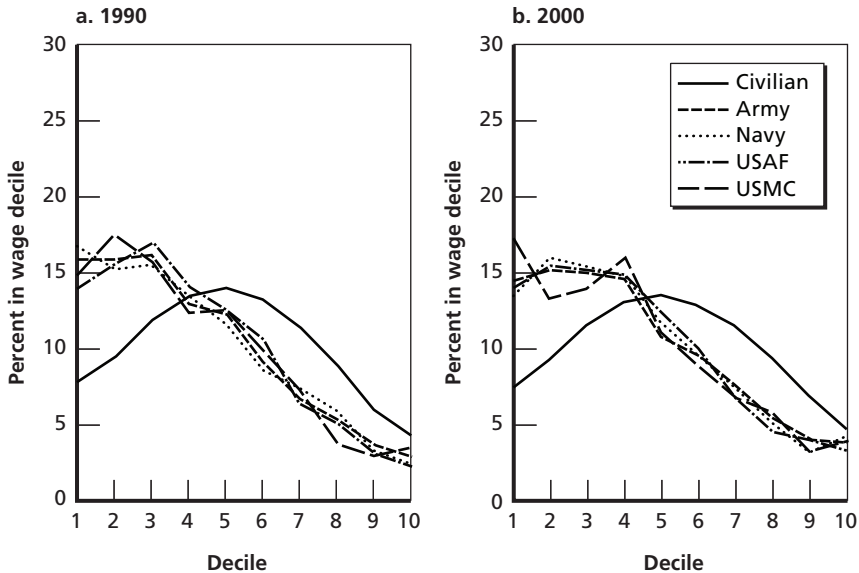 a. 1990
30
25
20
15
10
5
0
Percent in wage decile
1 2 3 4 5 6 7 8 9 10
Decile
b. 2000
30
25
20
15
10
5
0
Percent in wage decile
1 2 3 4 5 6 7 8 9 10
Decile
Civilian
Army
Navy
USAF
USMC